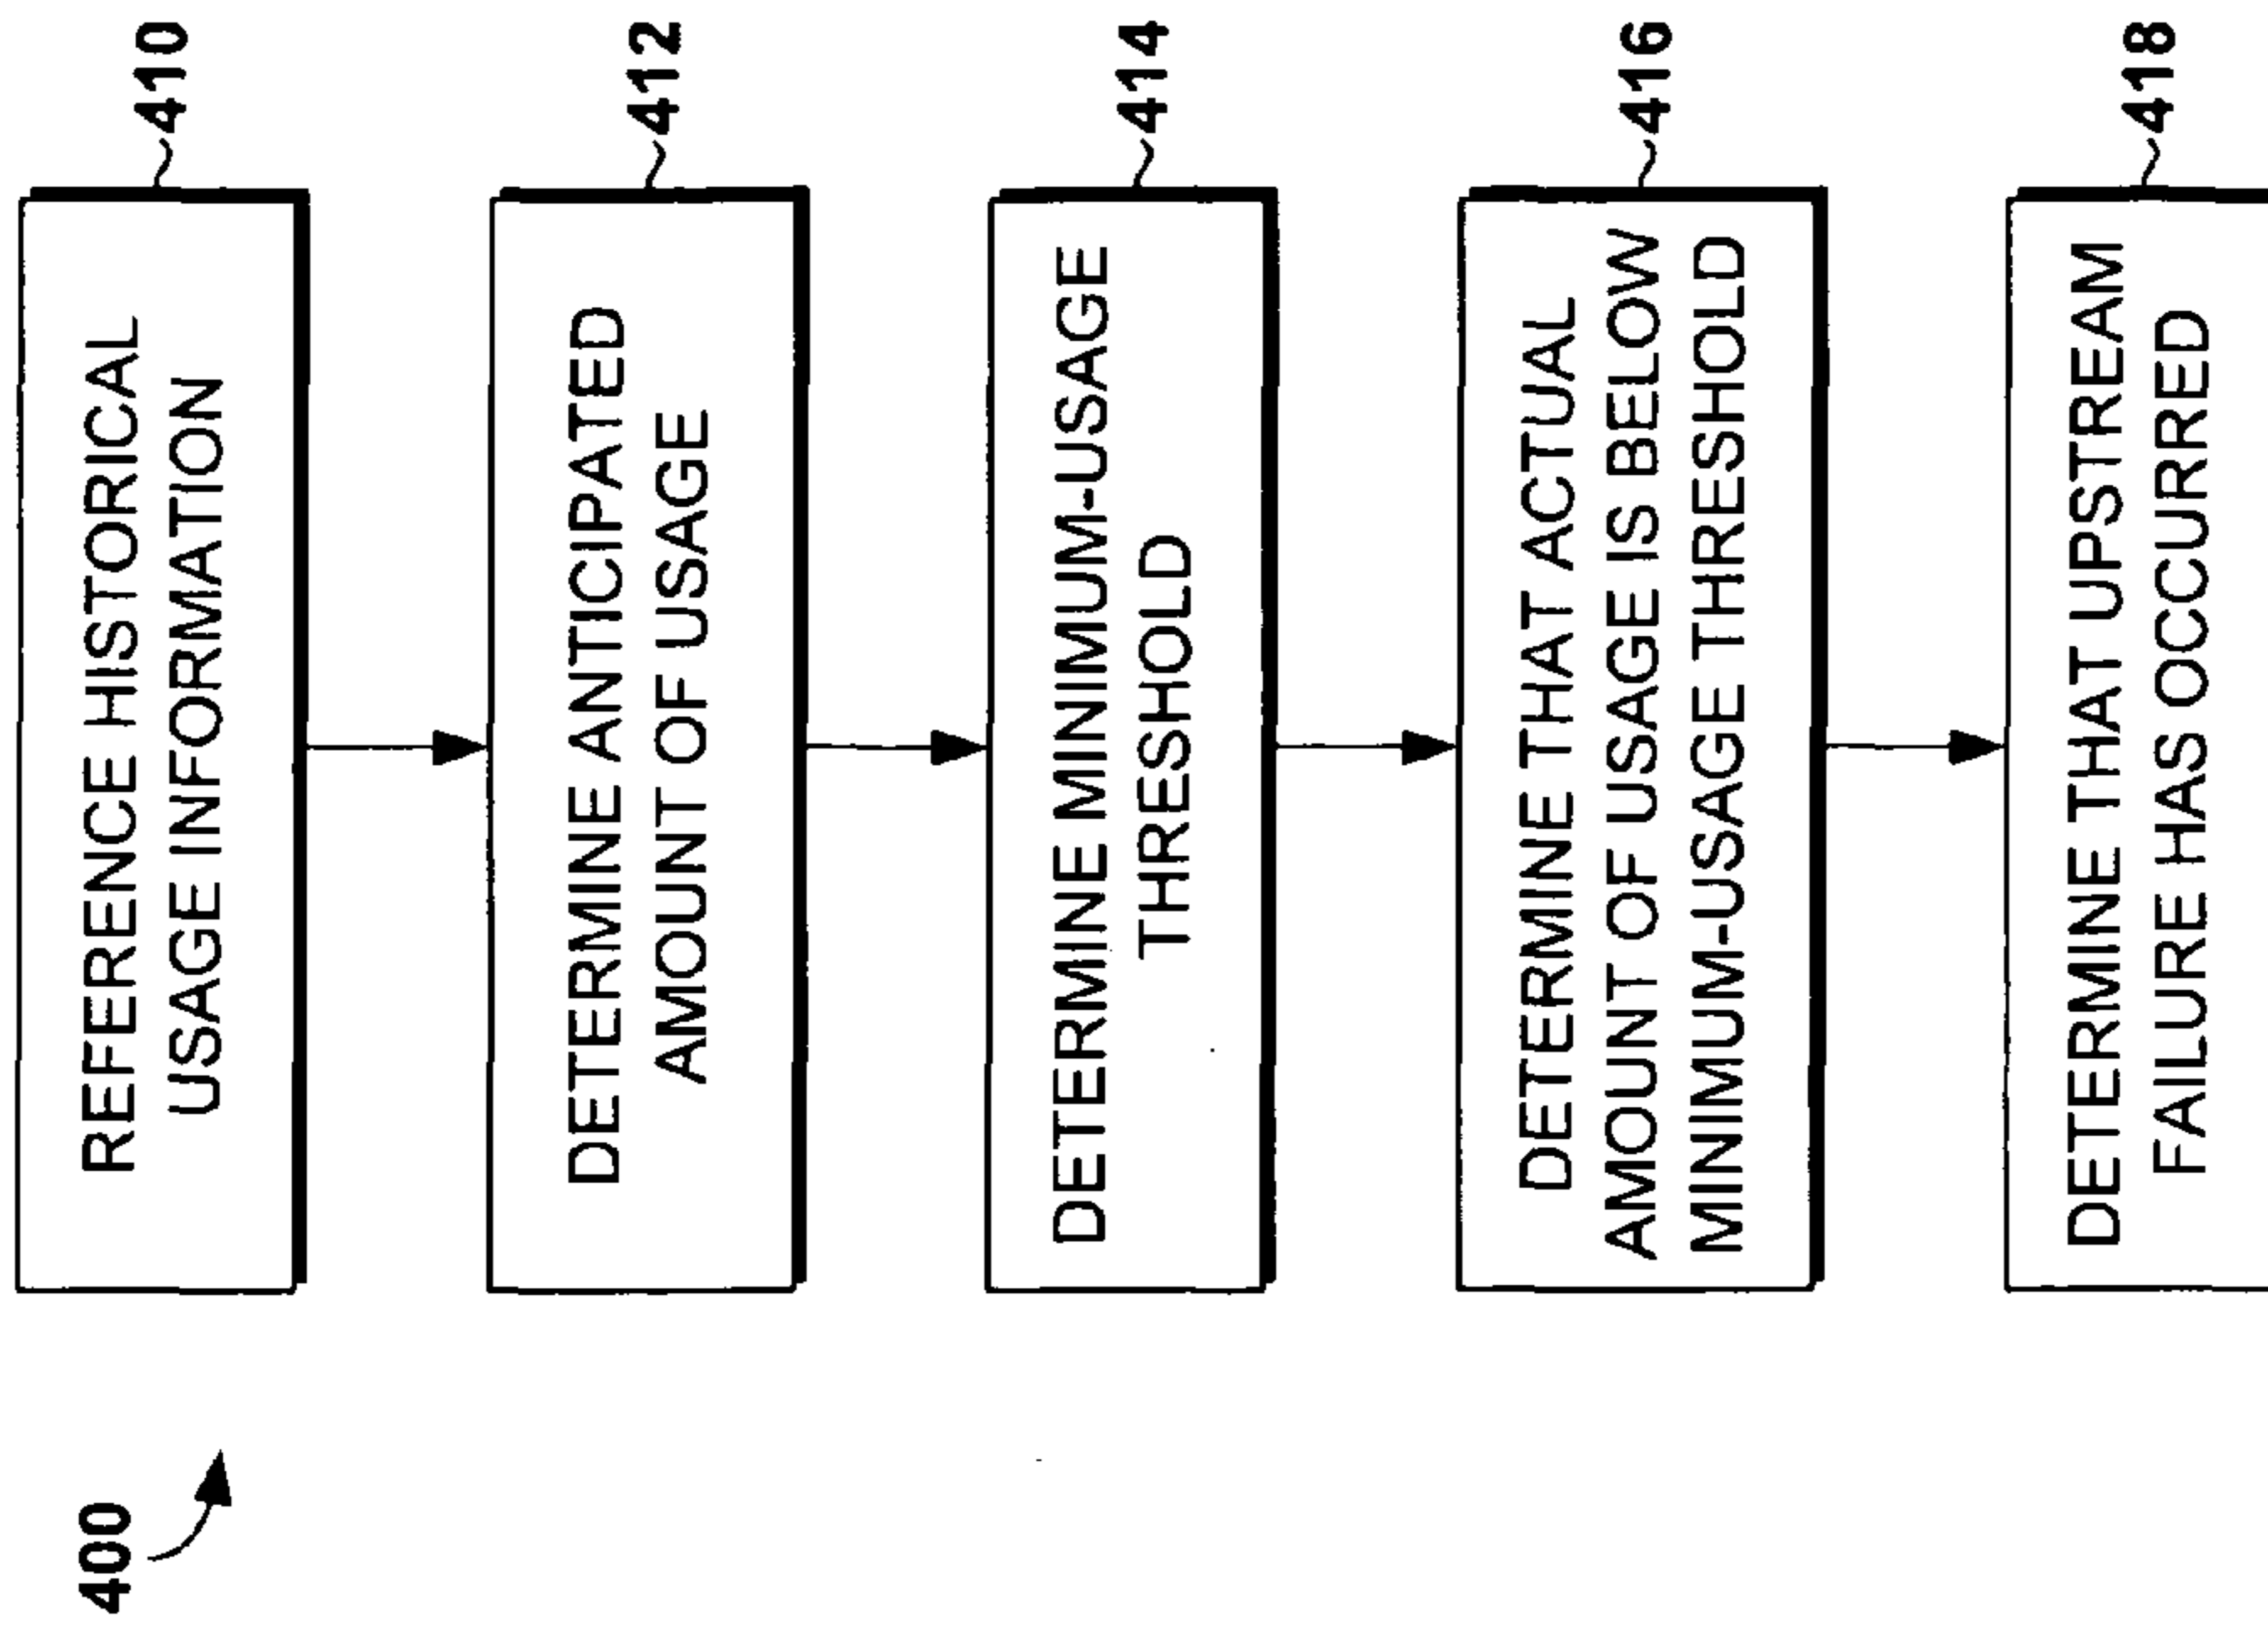 400
REFERENCE HISTORICAL
USAGE INFORMATION
410
DETERMINE ANTICIPATED
AMOUNT OF USAGE
412
DETERMINE MINIMUM-USAGE
THRESHOLD
414
DETERMINE THAT ACTUAL
AMOUNT OF USAGE IS BELOW
MINIMUM-USAGE THRESHOLD
416
DETERMINE THAT UPSTREAM
FAILURE HAS OCCURRED
418